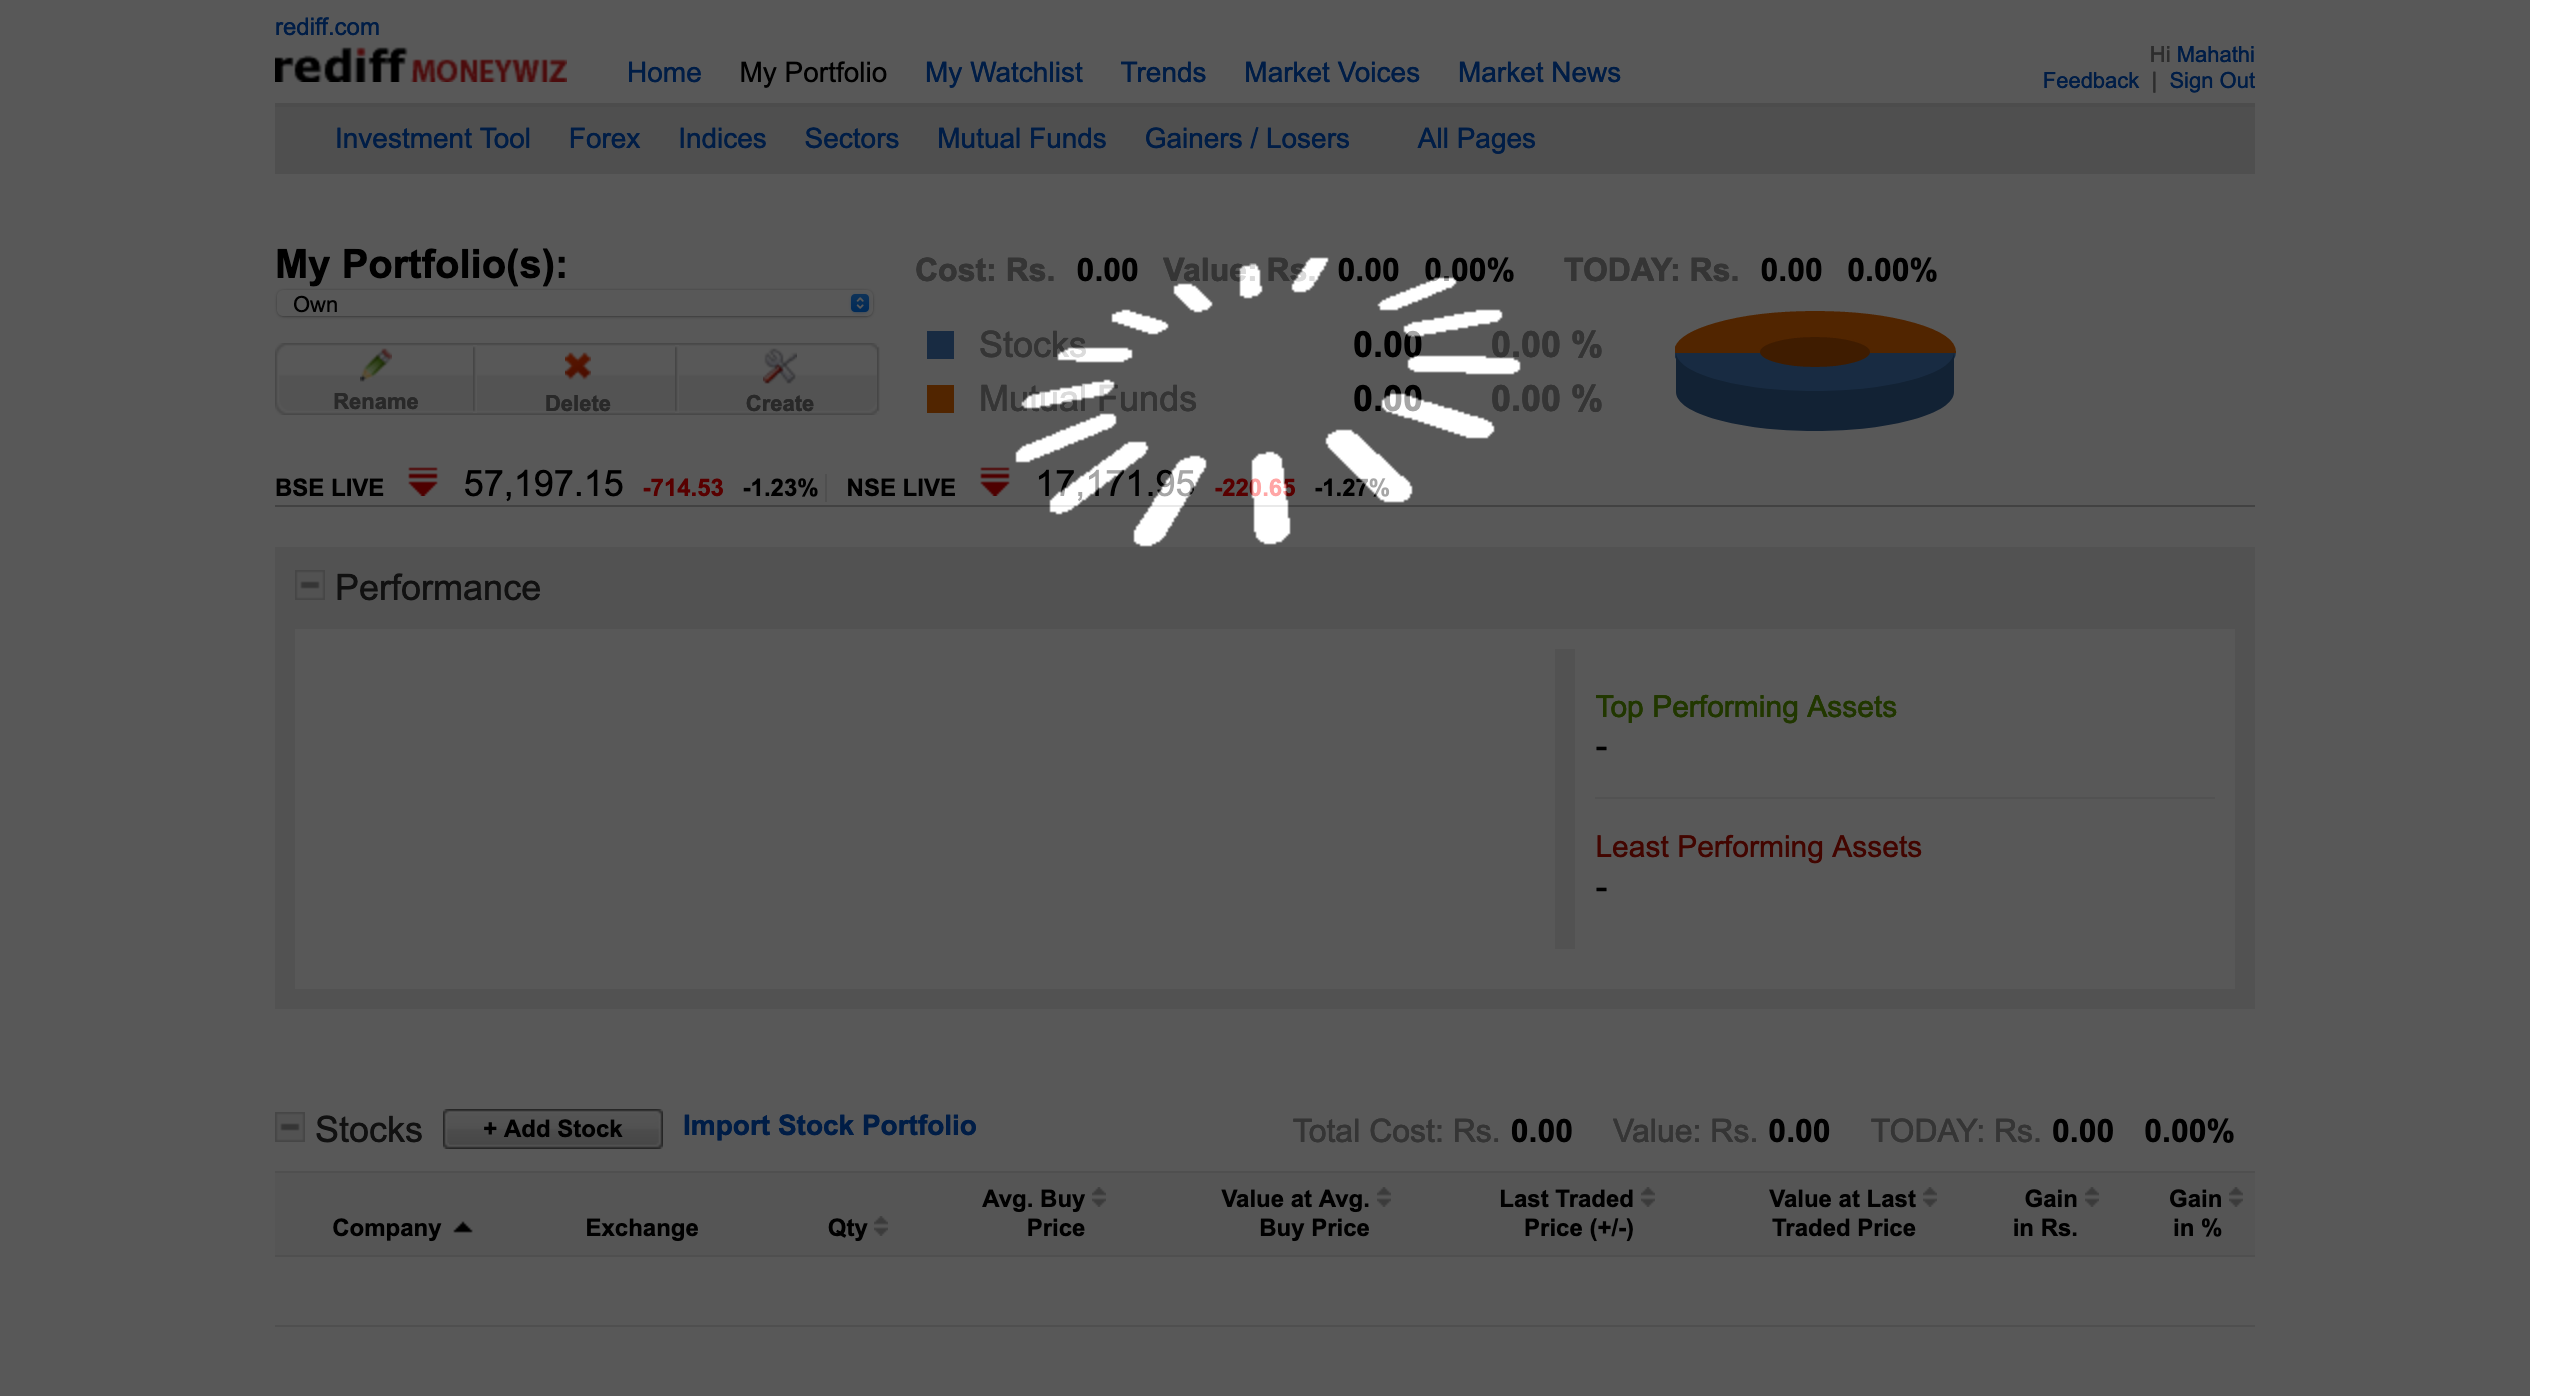 rediff.com
rediff MONEYWIZ Home My Portfolio My Watchlist Trends Market Voices Market News
Hi Mahathi
Feedback | Sign Out
Investment Tool Forex Indices Sectors Mutual Funds Gainers / Losers All Pages
My Portfolio(s):
Own
Rename Delete Create
Cost: Rs. 0.00 Value: Rs. 0.00 0.00% TODAY: Rs. 0.00 0.00%
Stocks 0.00 0.00 %
Mutual Funds 0.00 0.00 %
BSE LIVE 57,197.15 -714.53 -1.23% NSE LIVE 17,171.95 -220.65 -1.27%
Performance
Top Performing Assets
-
Least Performing Assets
-
Stocks + Add Stock Import Stock Portfolio Total Cost: Rs. 0.00 Value: Rs. 0.00 TODAY: Rs. 0.00 0.00%
Company Exchange Qty Avg. Buy Price Value at Avg. Buy Price Last Traded Price (+/-) Value at Last Traded Price Gain in Rs. Gain in %